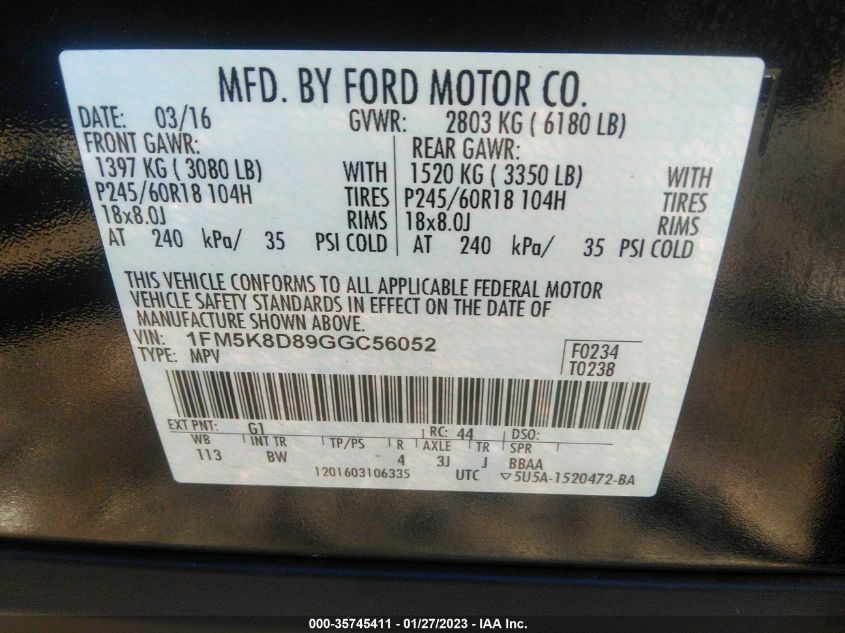 MFD. BY FORD MOTOR CO.
DATE: 03/16 GVWR: 2803 KG ( 6180 LB)
FRONT GAWR: REAR GAWR:
1397 KG ( 3080 LB) WITH 1520 KG ( 3350 LB) WITH
P245/60R18 104H TIRES P245/60R18 104H TIRES
18x8.0J RIMS 18x8.0J RIMS
AT 240 kPa/ 35 PSI COLD AT 240 kPa/ 35 PSI COLD
THIS VEHICLE CONFORMS TO ALL APPLICABLE FEDERAL MOTOR
VEHICLE SAFETY STANDARDS IN EFFECT ON THE DATE OF
MANUFACTURE SHOWN ABOVE.
VIN: 1FM5K8D89GGC56052 F0234
TYPE: MPV T0238
EXT PNT: G1 RC: 44 DSO:
WB INT TR TP/PS R AXLE TR SPR
113 BW 4 3J J BBAA
1201603106335 UTC ▽5U5A-1520472-BA
000-35745411 - 01/27/2023 - IAA Inc.